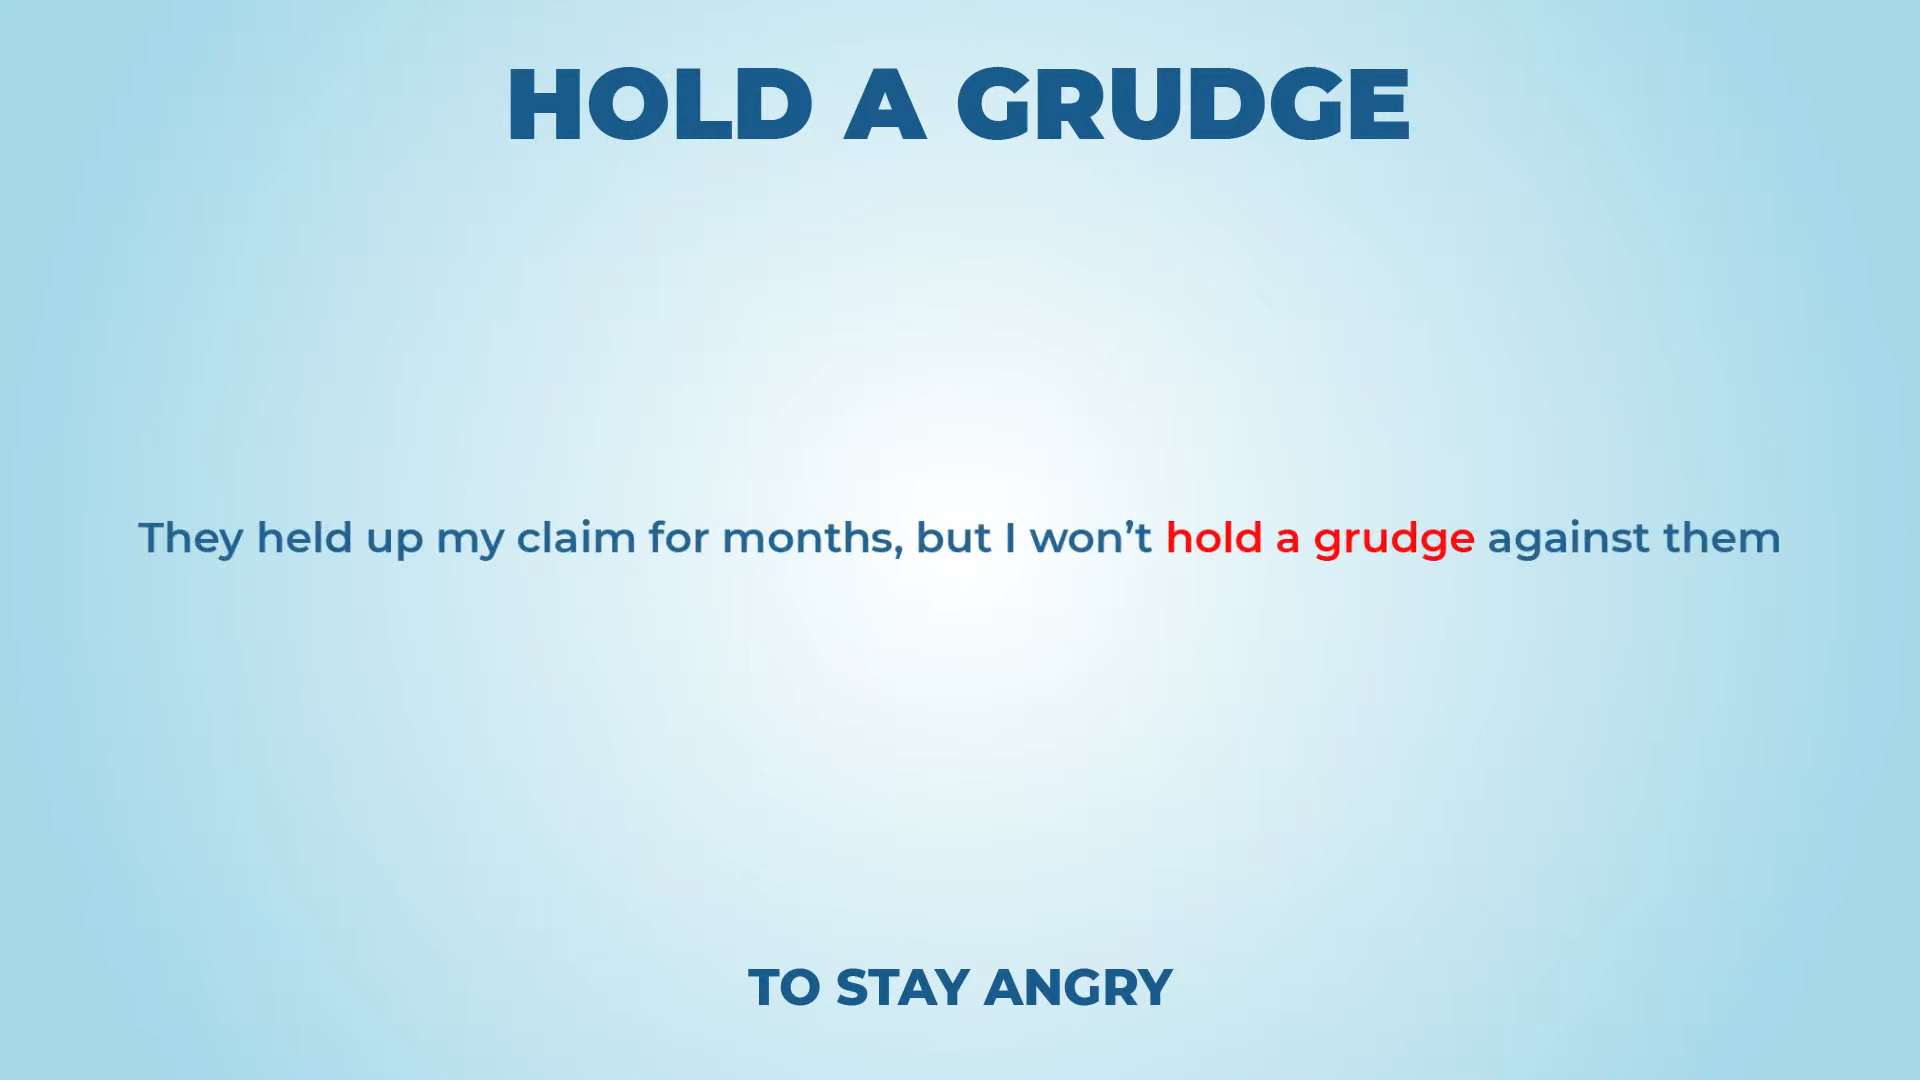 HOLD A GRUDGE
They held up my claim for months, but I won’t hold a grudge against them
TO STAY ANGRY